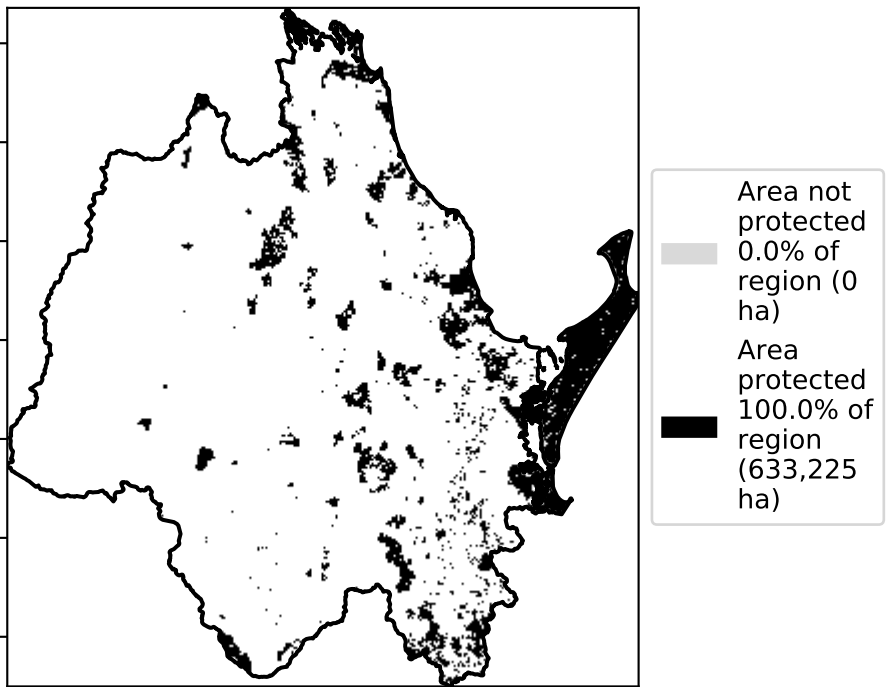 Area not
protected
0.0% of
region (0
ha)
Area
protected
100.0% of
region
(633,225
ha)